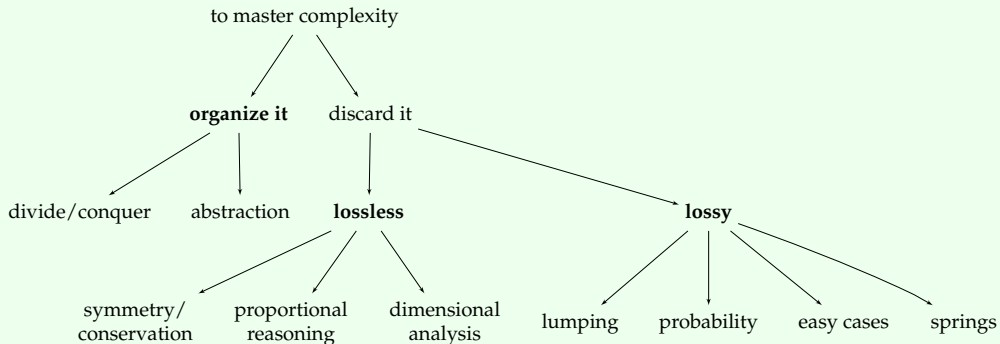 to master complexity
organize it
discard it
divide/conquer
abstraction
lossless
lossy
symmetry/
conservation
proportional
reasoning
dimensional
analysis
lumping
probability
easy cases
springs